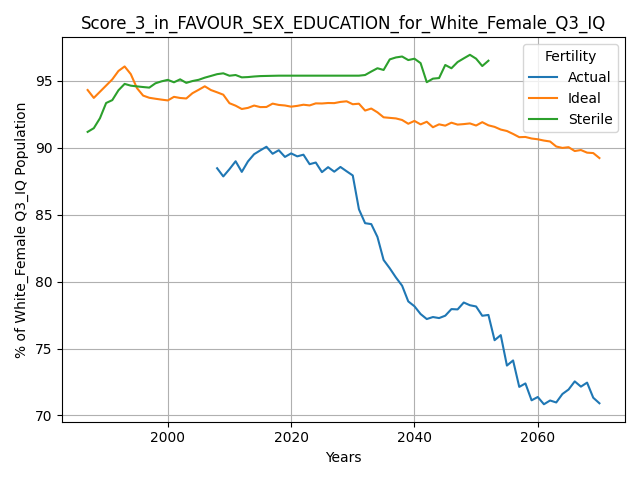 Score_3_in_FAVOUR_SEX_EDUCATION_for_White_Female_Q3_IQ
% of White_Female Q3_IQ Population
95
90
85
80
75
70
2000
2020
2040
2060
Years
Fertility
Actual
Ideal
Sterile